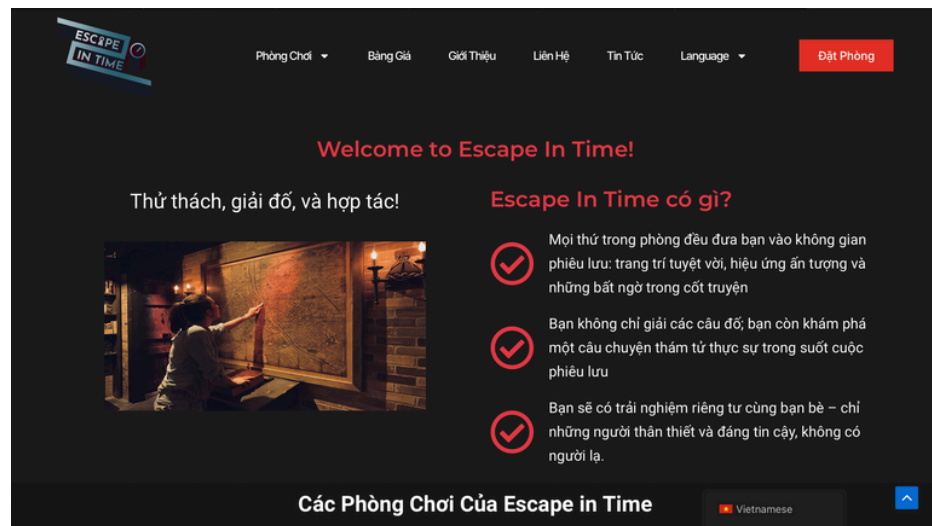 ESCAPE
IN TIME
Phòng Chơi
Bảng Giá
Giới Thiệu
Liên Hệ
Tin Tức
Language
Đặt Phòng
Welcome to Escape In Time!
Thử thách, giải đố, và hợp tác!
Escape In Time có gì?
Mọi thứ trong phòng đều đưa bạn vào không gian
phiêu lưu: trang trí tuyệt vời, hiệu ứng ấn tượng và
những bất ngờ trong cốt truyện
Bạn không chỉ giải các câu đố; bạn còn khám phá
một câu chuyện thám tử thực sự trong suốt cuộc
phiêu lưu
Bạn sẽ có trải nghiệm riêng tư cùng bạn bè – chỉ
những người thân thiết và đáng tin cậy, không có
người lạ.
Các Phòng Chơi Của Escape in Time
Vietnamese